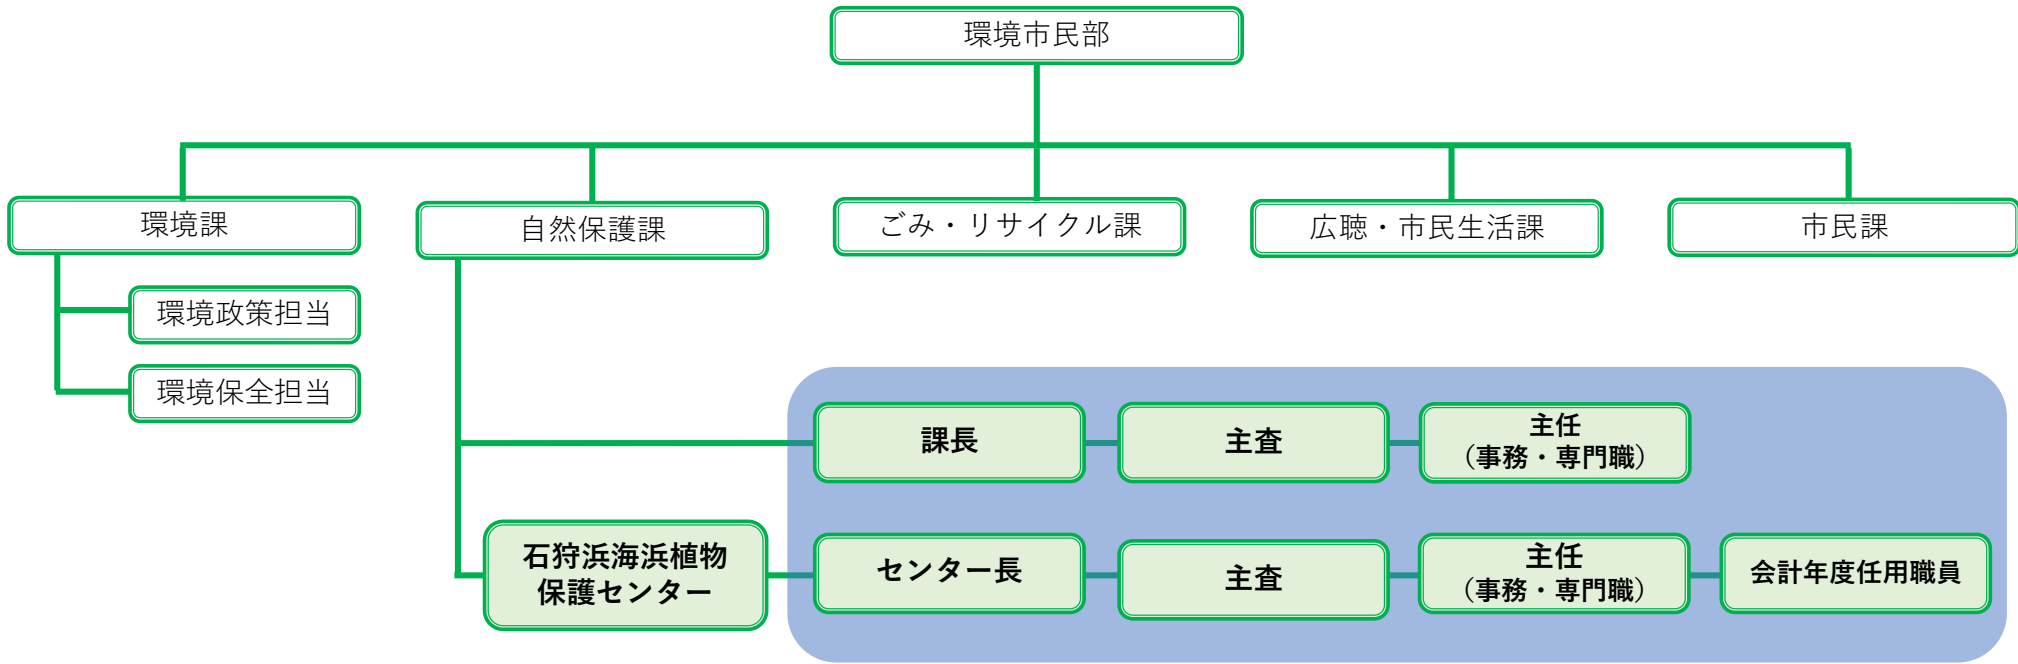 環境市民部
環境課
自然保護課
ごみ・リサイクル課
広聴・市民生活課
市民課
環境政策担当
環境保全担当
課長
主査
主任
（事務・専門職）
石狩浜海浜植物
保護センター
センター長
主査
主任
（事務・専門職）
会計年度任用職員